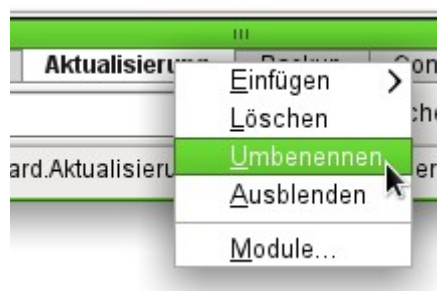 Aktualisierung
Einfügen
Löschen
Umbenennen
Ausblenden
Module...